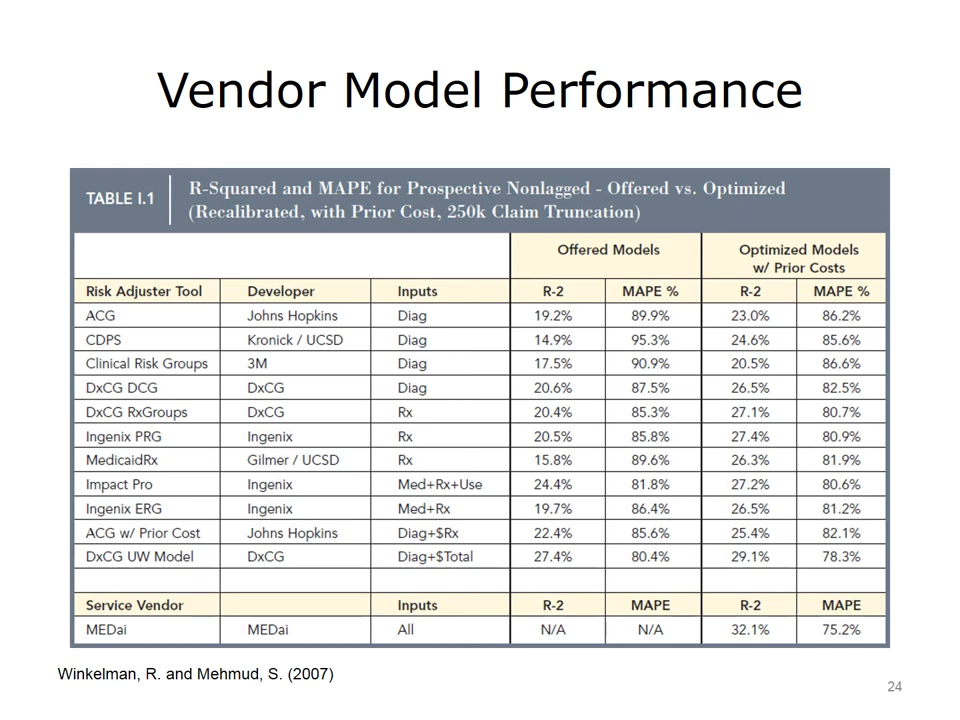 Vendor Model Performance
TABLE I.1
R-Squared and MAPE for Prospective Nonlagged - Offered vs. Optimized
(Recalibrated, with Prior Cost, 250k Claim Truncation)
Offered Models
Optimized Models
w/ Prior Costs
Risk Adjuster Tool Developer Inputs R-2 MAPE % R-2 MAPE %
ACG Johns Hopkins Diag 19.2% 89.9% 23.0% 86.2%
CDPS Kronick / UCSD Diag 14.9% 95.3% 24.6% 85.6%
Clinical Risk Groups 3M Diag 17.5% 90.9% 20.5% 86.6%
DxCG DCG DxCG Diag 20.6% 87.5% 26.5% 82.5%
DxCG RxGroups DxCG Rx 20.4% 85.3% 27.1% 80.7%
Ingenix PRG Ingenix Rx 20.5% 85.8% 27.4% 80.9%
MedicaidRx Gilmer / UCSD Rx 15.8% 89.6% 26.3% 81.9%
Impact Pro Ingenix Med+Rx+Use 24.4% 81.8% 27.2% 80.6%
Ingenix ERG Ingenix Med+Rx 19.7% 86.4% 26.5% 81.2%
ACG w/ Prior Cost Johns Hopkins Diag+$Rx 22.4% 85.6% 25.4% 82.1%
DxCG UW Model DxCG Diag+$Total 27.4% 80.4% 29.1% 78.3%
Service Vendor Inputs R-2 MAPE R-2 MAPE
MEDai MEDai All N/A N/A 32.1% 75.2%
Winkelman, R. and Mehmud, S. (2007)
24